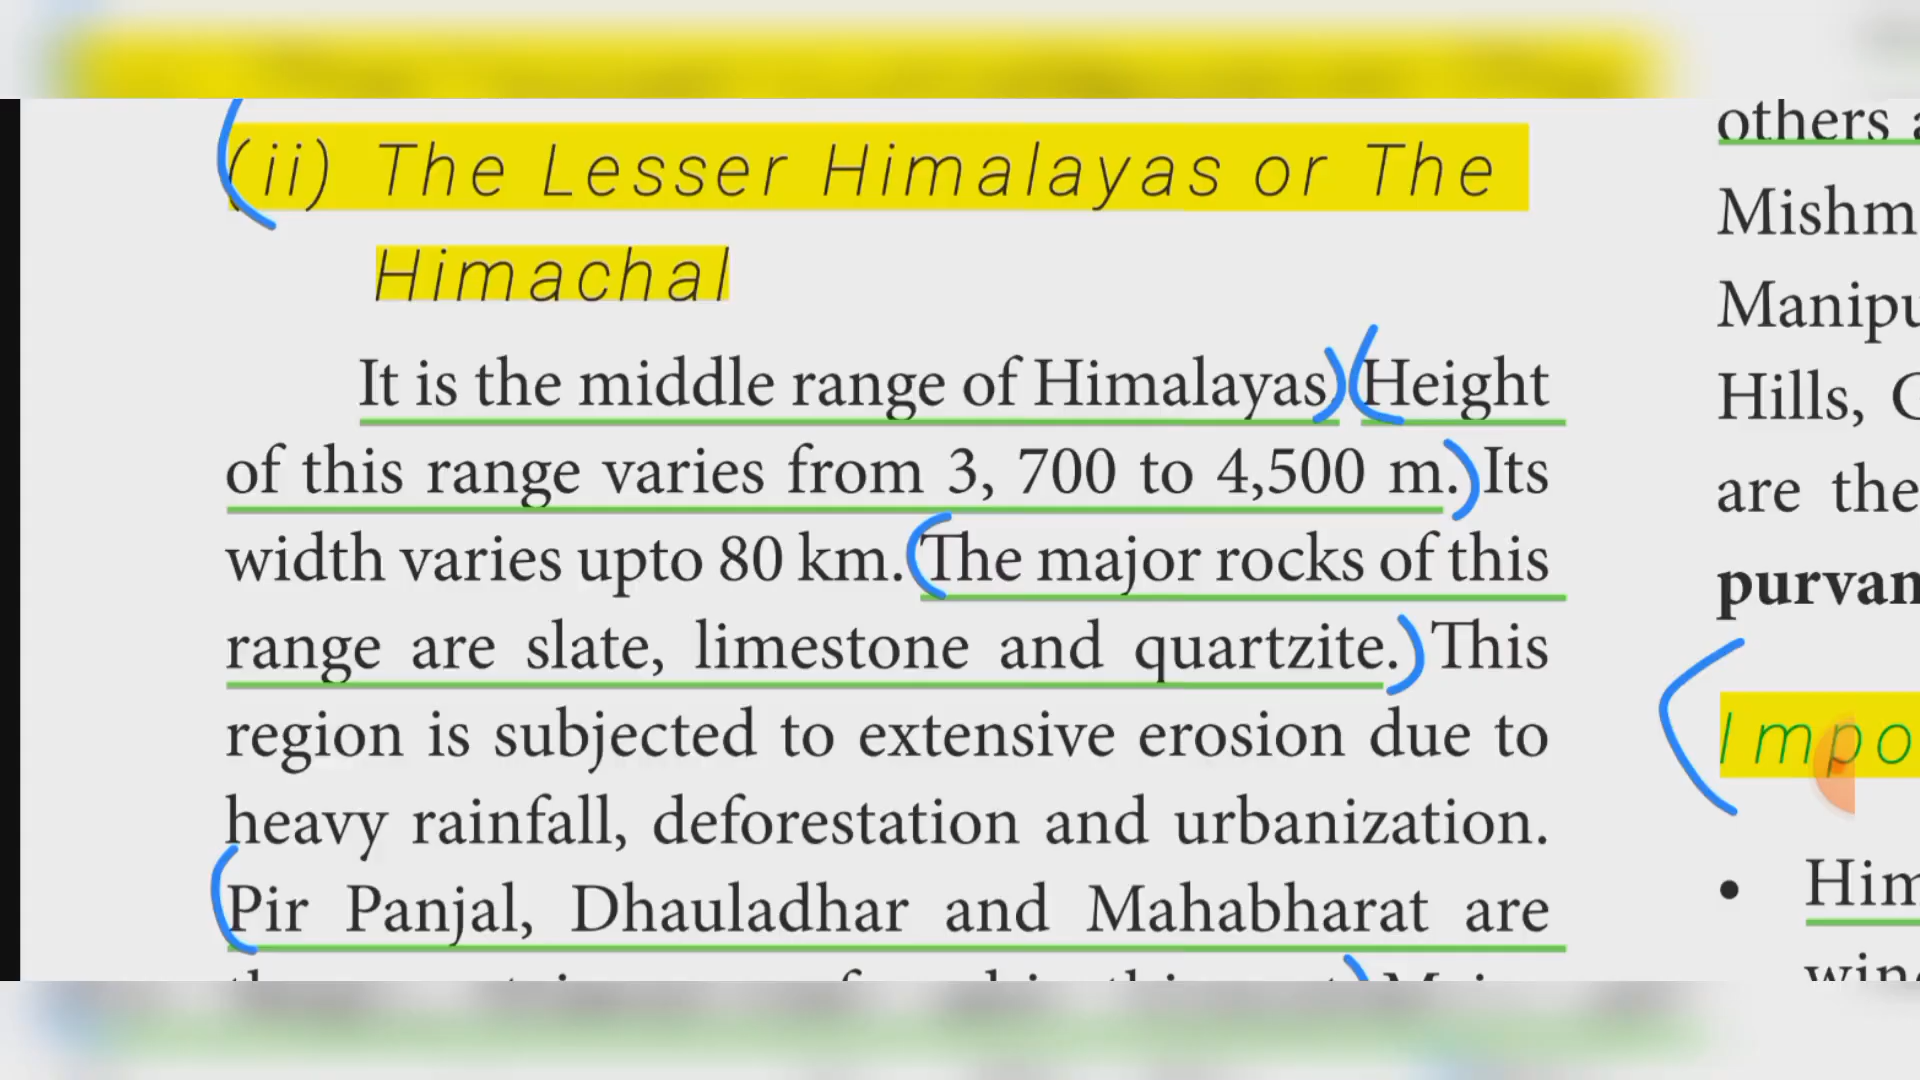 (ii) The Lesser Himalayas or The
Himachal
It is the middle range of Himalayas. Height
of this range varies from 3, 700 to 4,500 m. Its
width varies upto 80 km. The major rocks of this
range are slate, limestone and quartzite. This
region is subjected to extensive erosion due to
heavy rainfall, deforestation and urbanization.
Pir Panjal, Dhauladhar and Mahabharat are
others
Mishm
Manipu
Hills, G
are the
purvan
Impo
• Him